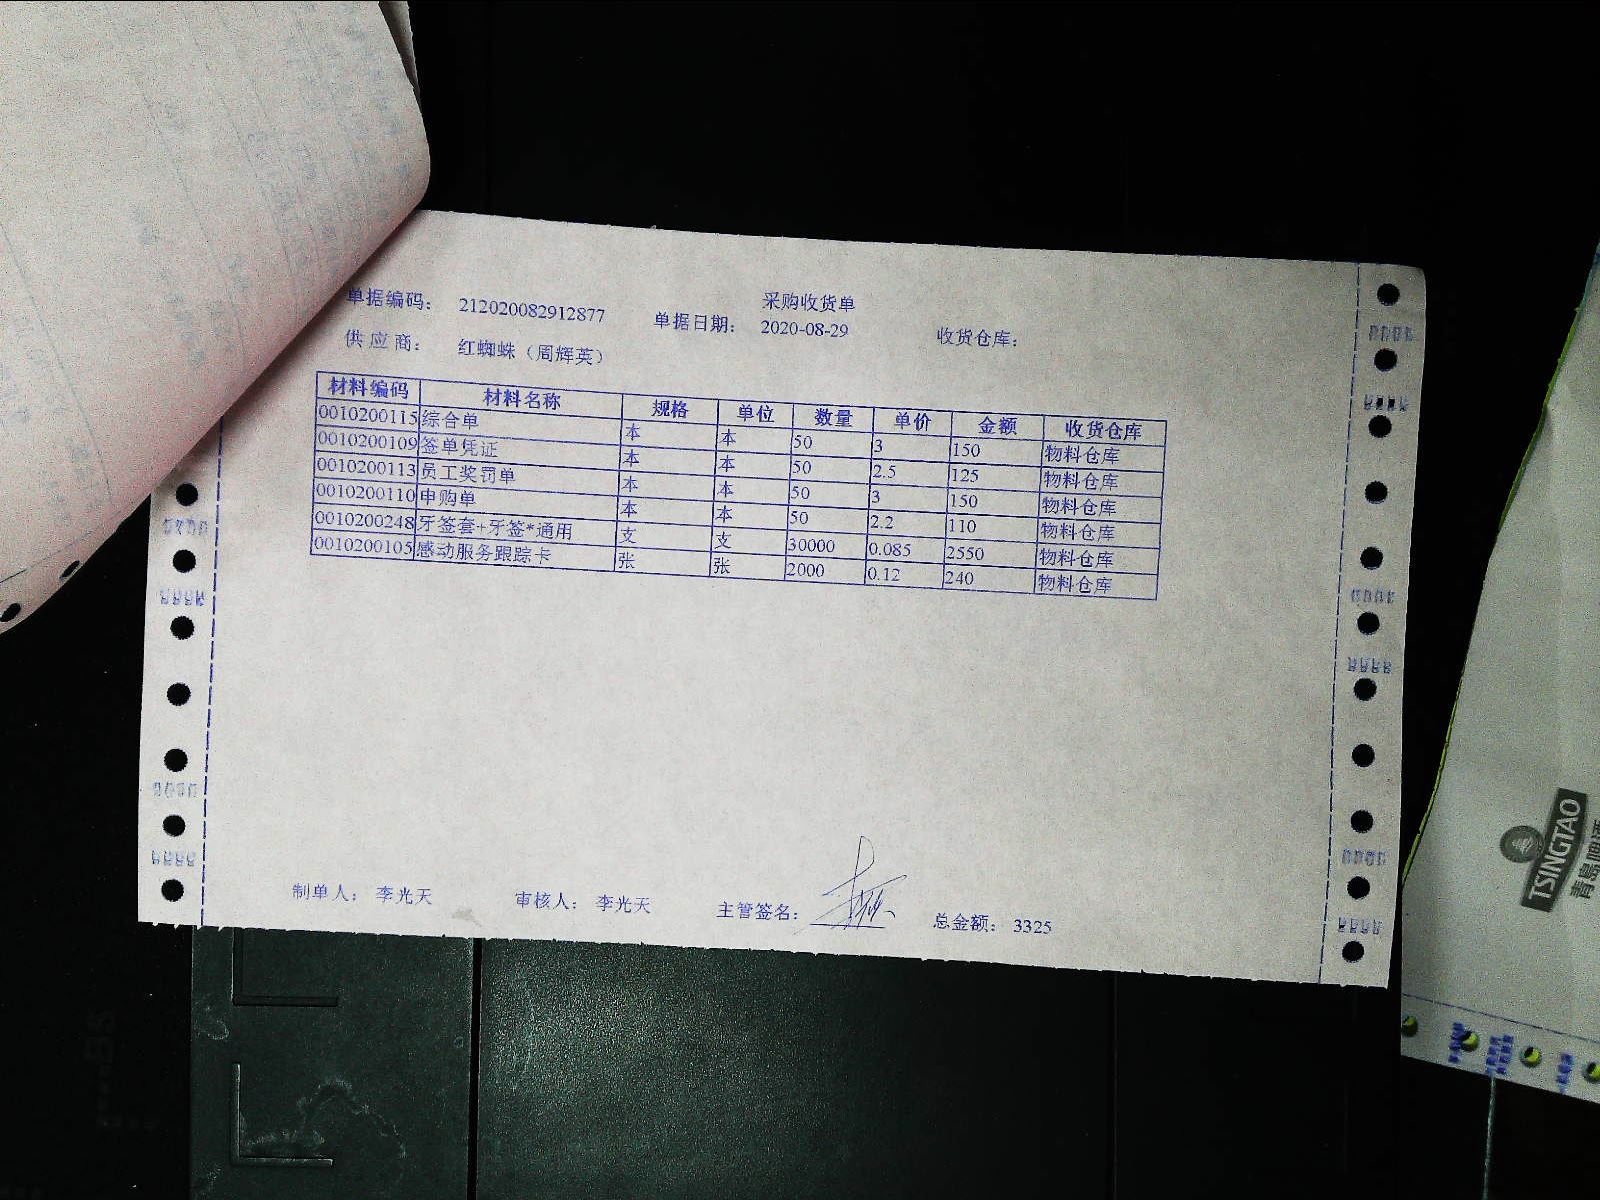 采购收货单
单据编码： 212020082912877 单据日期： 2020-08-29 收货仓库：
供应商： 红蜘蛛（周辉英）
材料编码 材料名称 规格 单位 数量 单价 金额 收货仓库
0010200115 综合单 本 本 50 3 150 物料仓库
0010200109 签单凭证 本 本 50 2.5 125 物料仓库
0010200113 员工奖罚单 本 本 50 3 150 物料仓库
0010200110 申购单 本 本 50 2.2 110 物料仓库
0010200248 牙签套+牙签*通用 支 支 30000 0.085 2550 物料仓库
0010200105 感动服务跟踪卡 张 张 2000 0.12 240 物料仓库
制单人： 李光天 审核人： 李光天 主管签名： 总金额： 3325
TSINGTAO